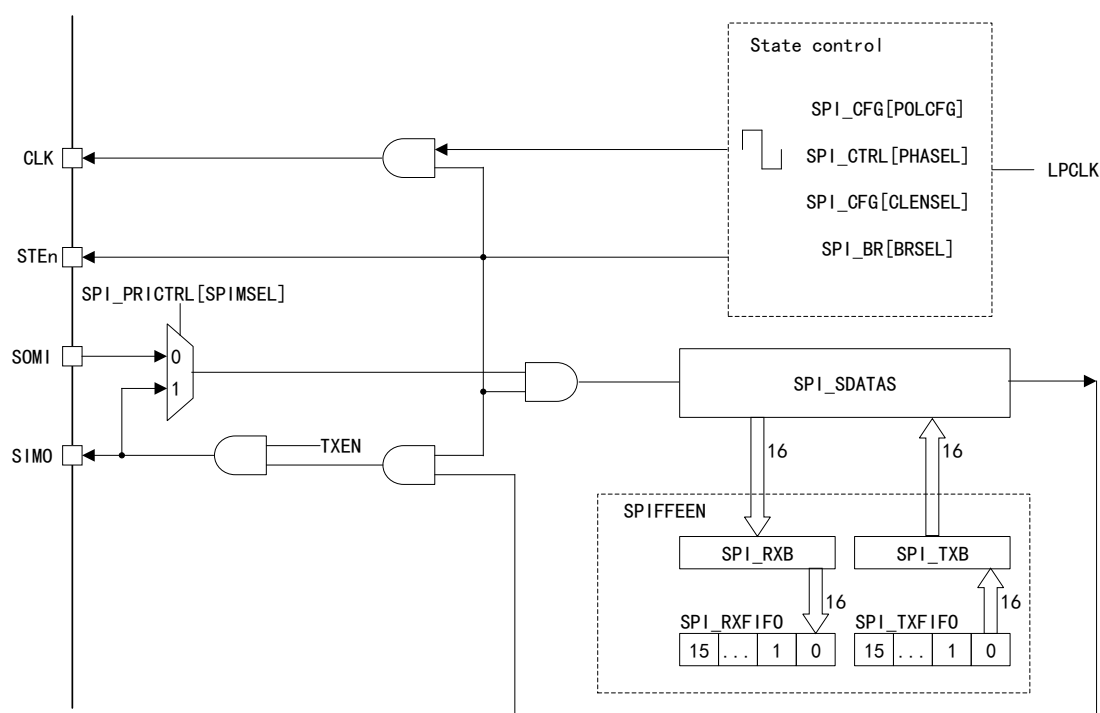 State control
SPI_CFG[POLCFG]
CLK
SPI_CTRL[PHASEL]
LPCLK
SPI_CFG[CLENSEL]
STEn
SPI_BR[BRSEL]
SPI_PRICTRL[SPIMSEL]
SOMI
0
1
SPI_SDATAS
SIMO
TXEN
16
16
SPIFFEEN
SPI_RXB
SPI_TXB
16
16
SPI_RXFIFO
SPI_TXFIFO
15 ... 1 0
15 ... 1 0